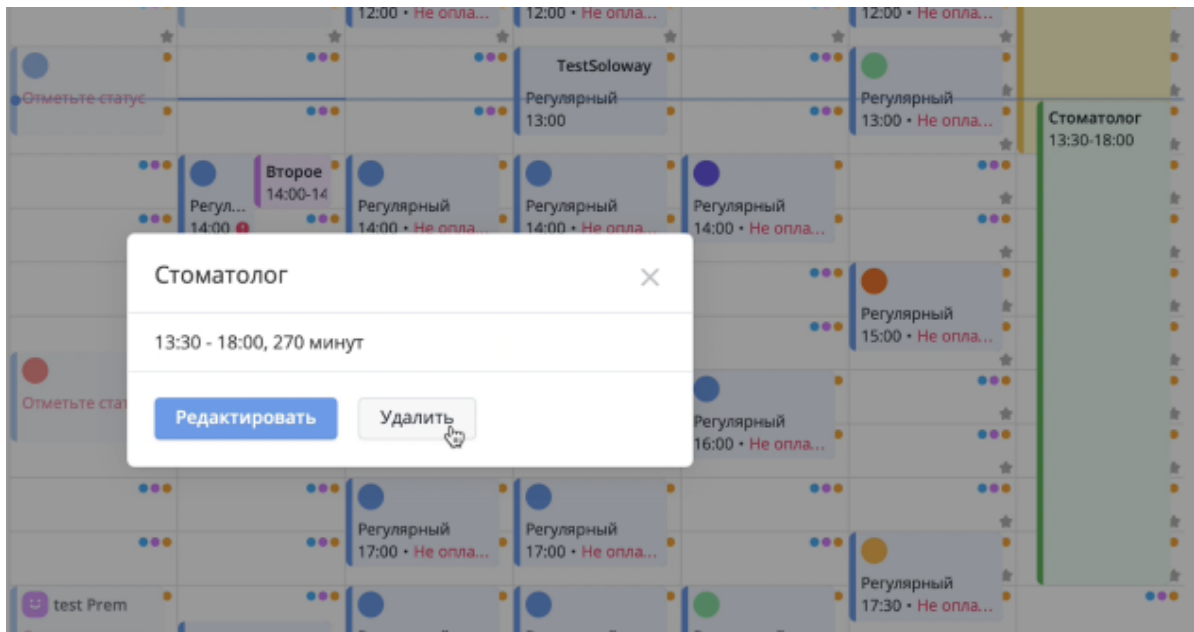 12:00 • Не опла...
12:00 • Не опла...
12:00 • Не опла...
TestSoloway
Отметьте статус
Регулярный
13:00
Регулярный
13:00 • Не опла...
Стоматолог
13:30-18:00
Регул...
14:00
Второе
14:00-14
Регулярный
14:00 • Не опла...
Регулярный
14:00 • Не опла...
Регулярный
14:00 • Не опла...
Стоматолог
13:30 - 18:00, 270 минут
Редактировать
Удалить
Регулярный
15:00 • Не опла...
Отметьте стат
Регулярный
16:00 • Не опла...
Регулярный
17:00 • Не опла...
Регулярный
17:00 • Не опла...
Регулярный
17:30 • Не опла...
test Prem